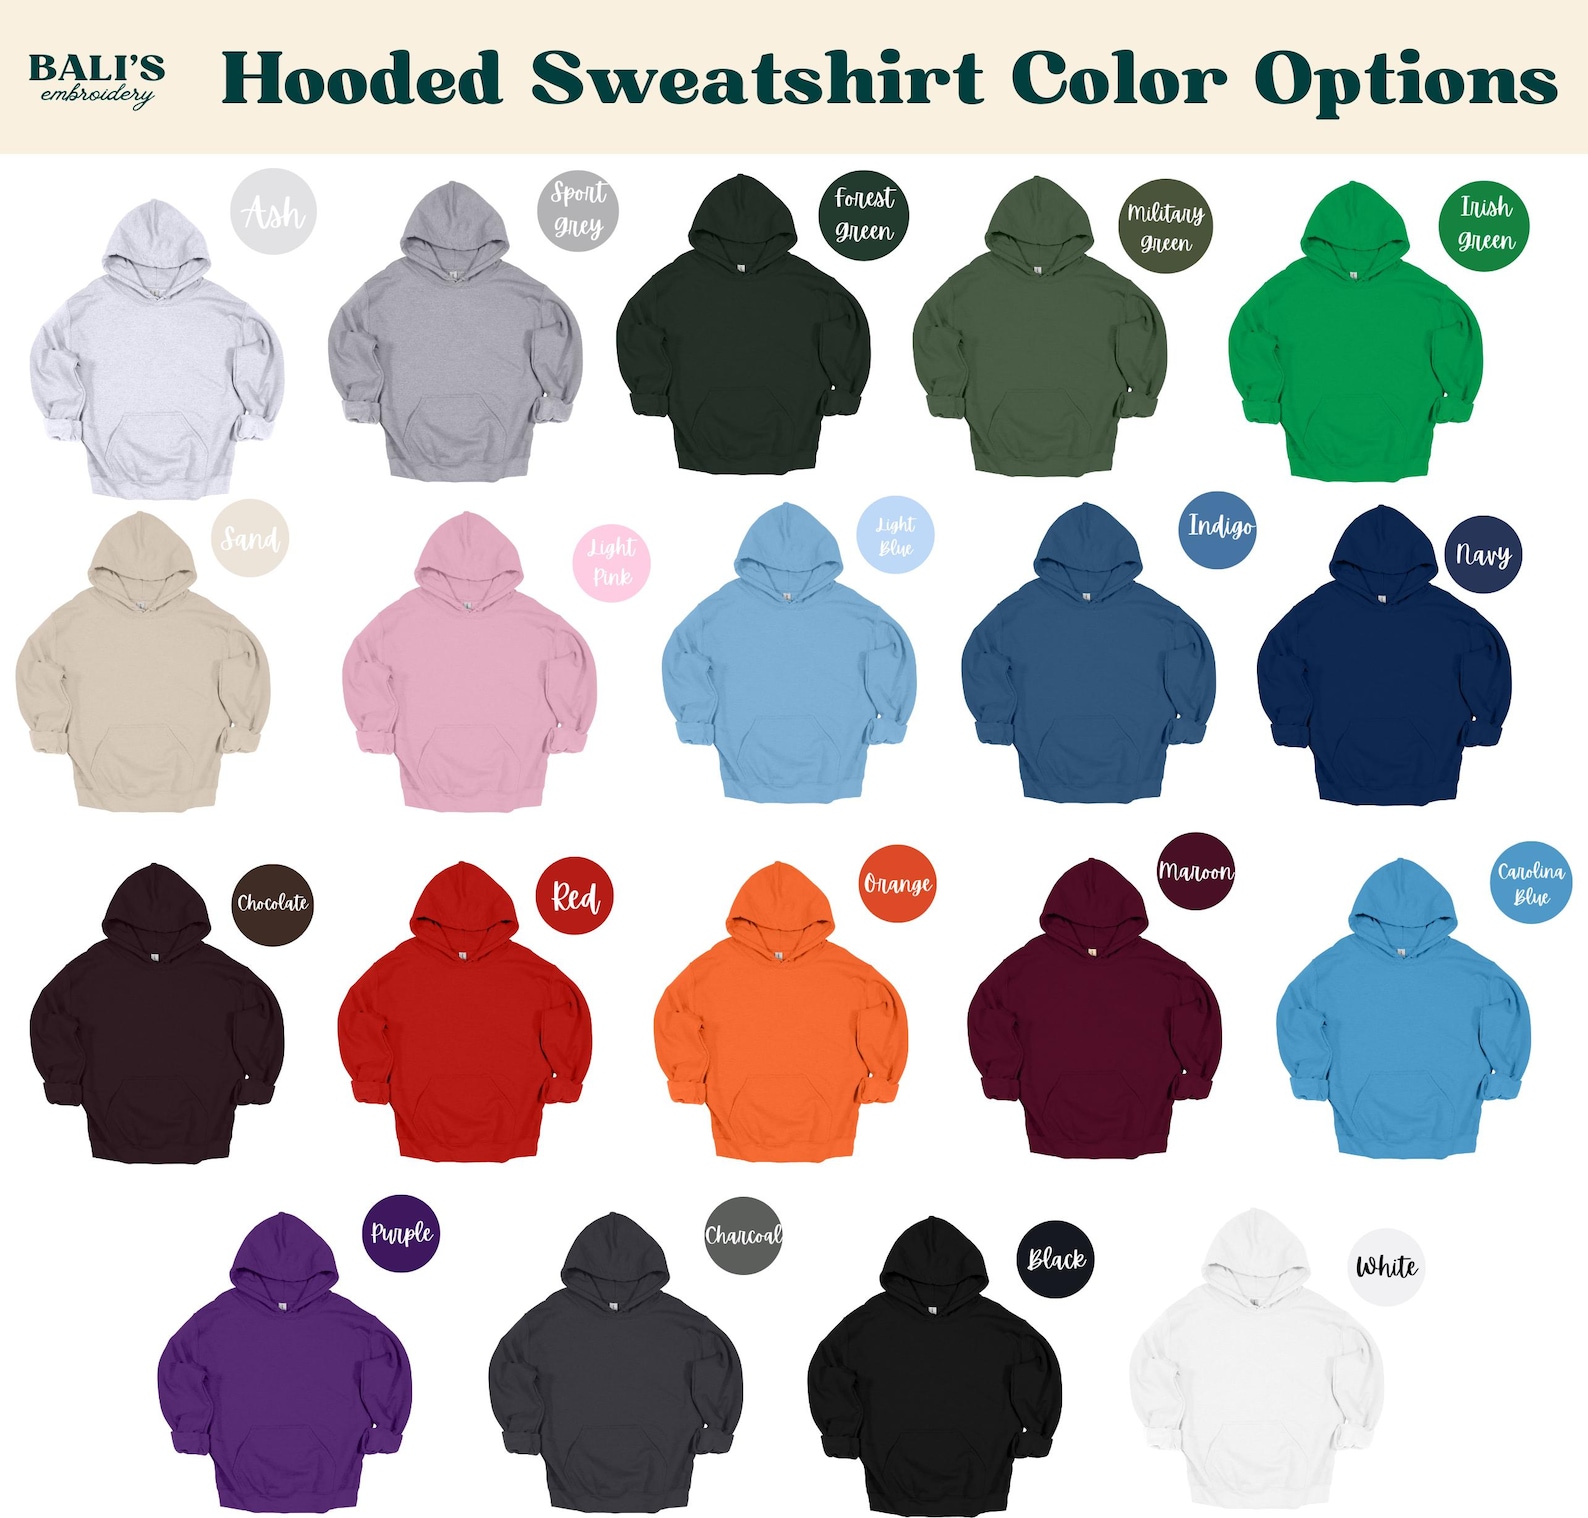 BALI'S
embroidery
Hooded Sweatshirt Color Options
Ash
Sport
Grey
Forest
Green
Military
Green
Irish
Green
Sand
Light
Pink
Light
Blue
Indigo
Navy
Chocolate
Red
Orange
Maroon
Carolina
Blue
Purple
Charcoal
Black
White